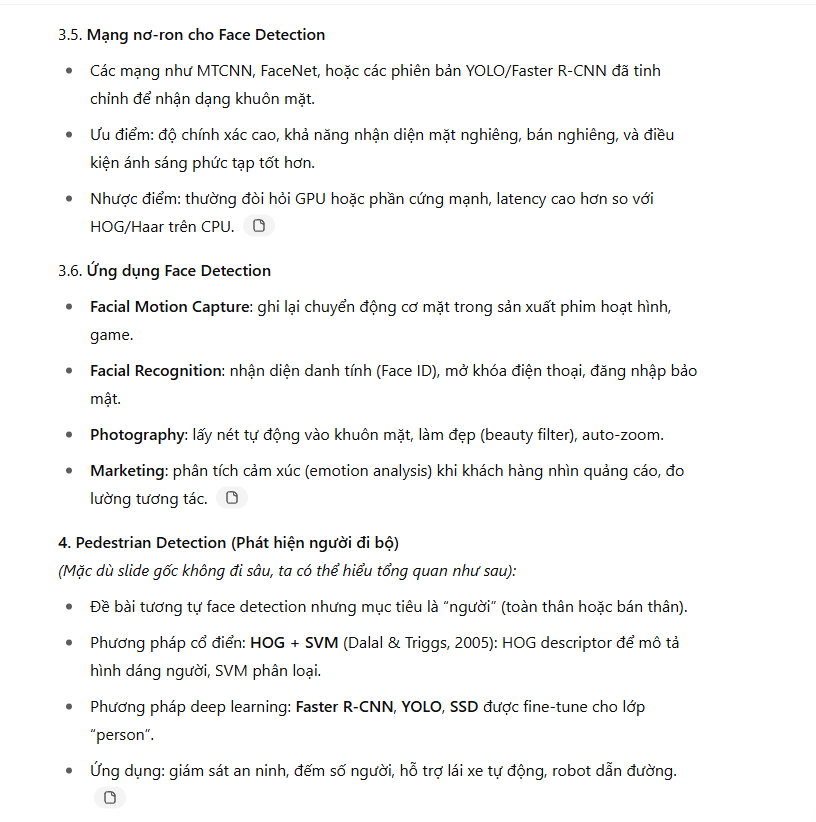 3.5. Mạng nơ-ron cho Face Detection
Các mạng như MTCNN, FaceNet, hoặc các phiên bản YOLO/Faster R-CNN đã tinh
chỉnh để nhận dạng khuôn mặt.
Ưu điểm: độ chính xác cao, khả năng nhận diện mặt nghiêng, bán nghiêng, và điều
kiện ánh sáng phức tạp tốt hơn.
Nhược điểm: thường đòi hỏi GPU hoặc phần cứng mạnh, latency cao hơn so với
HOG/Haar trên CPU.
3.6. Ứng dụng Face Detection
Facial Motion Capture: ghi lại chuyển động cơ mặt trong sản xuất phim hoạt hình,
game.
Facial Recognition: nhận diện danh tính (Face ID), mở khóa điện thoại, đăng nhập bảo
mật.
Photography: lấy nét tự động vào khuôn mặt, làm đẹp (beauty filter), auto-zoom.
Marketing: phân tích cảm xúc (emotion analysis) khi khách hàng nhìn quảng cáo, đo
lường tương tác.
4. Pedestrian Detection (Phát hiện người đi bộ)
(Mặc dù slide gốc không đi sâu, ta có thể hiểu tổng quan như sau):
Đề bài tương tự face detection nhưng mục tiêu là “người” (toàn thân hoặc bán thân).
Phương pháp cổ điển: HOG + SVM (Dalal & Triggs, 2005): HOG descriptor để mô tả
hình dáng người, SVM phân loại.
Phương pháp deep learning: Faster R-CNN, YOLO, SSD được fine-tune cho lớp
“person”.
Ứng dụng: giám sát an ninh, đếm số người, hỗ trợ lái xe tự động, robot dẫn đường.